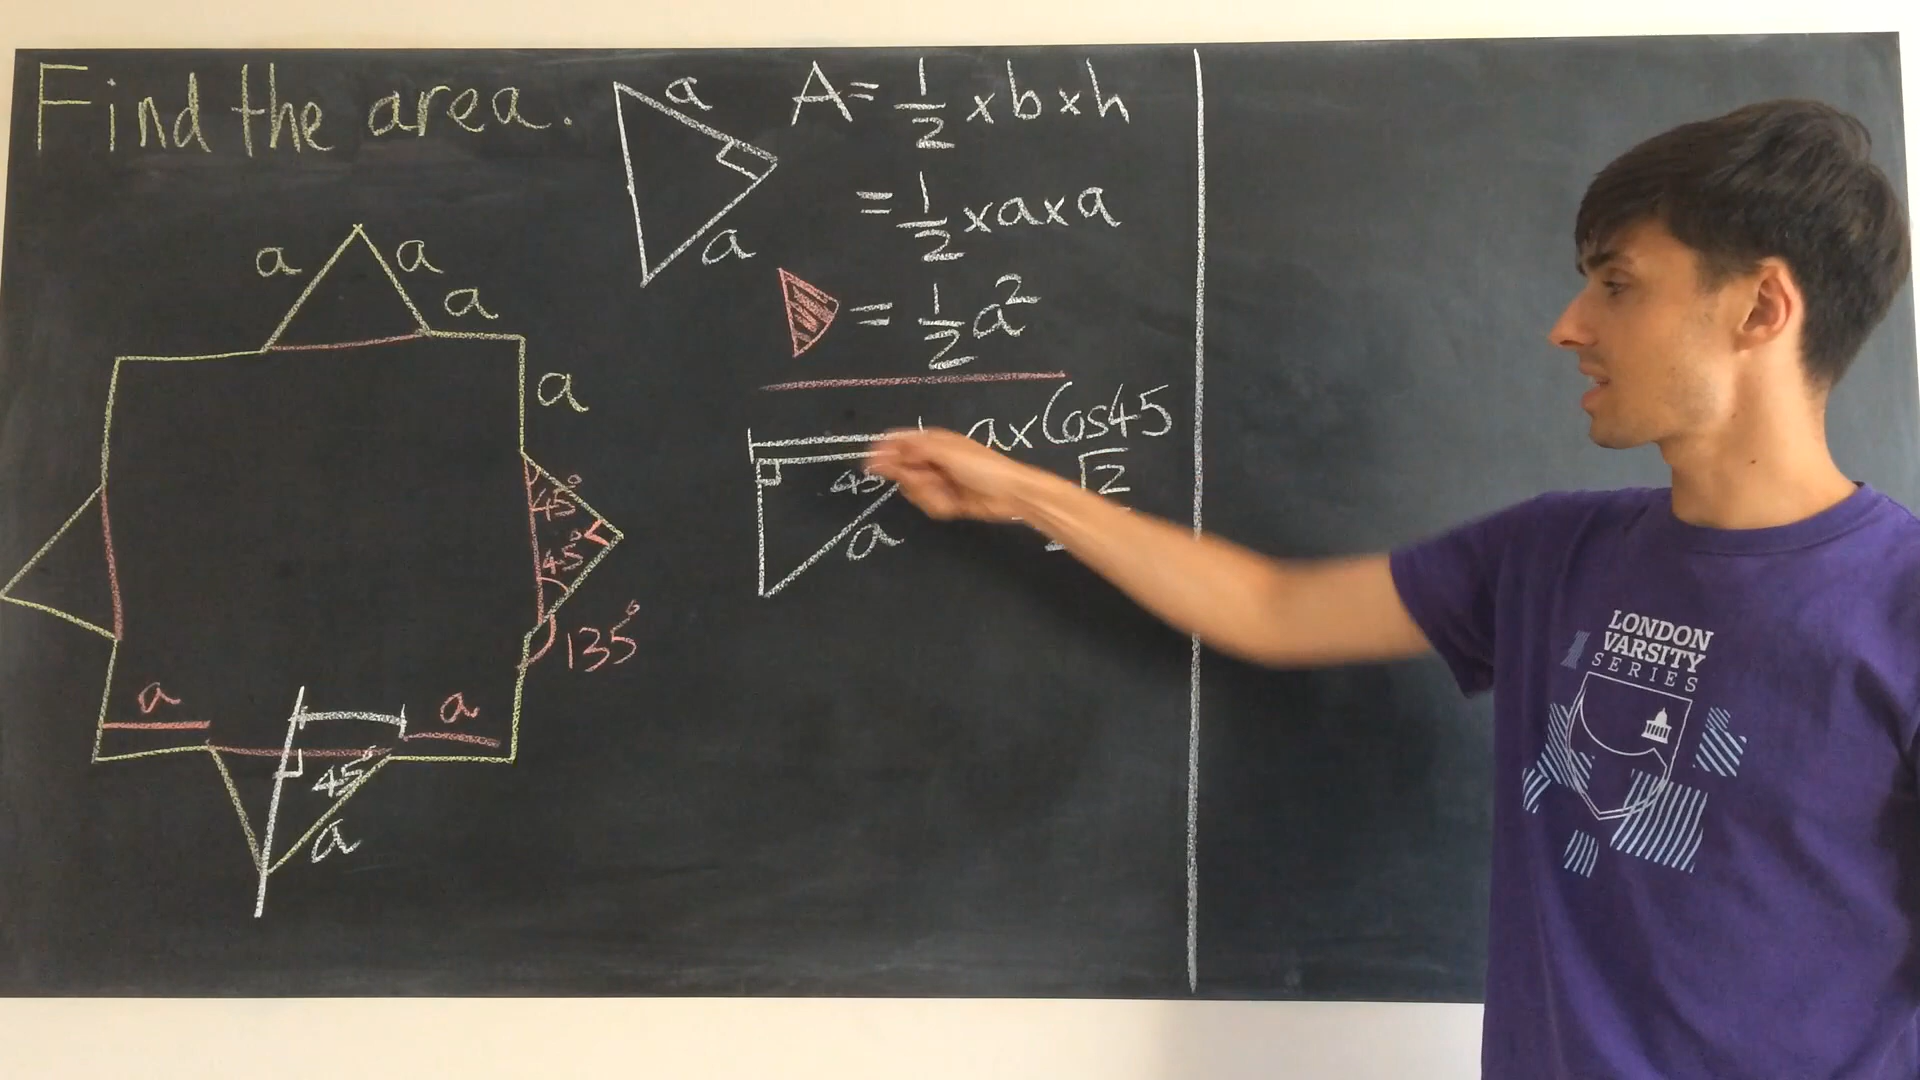 Find the area.
a
a
a
a
45°
45°
135°
a
a
45°
a
a
a
A = 1/2 x b x h
= 1/2 x a x a
= 1/2 a²
a x Cos45
√2
45
a
LONDON
VARSITY
SERIES